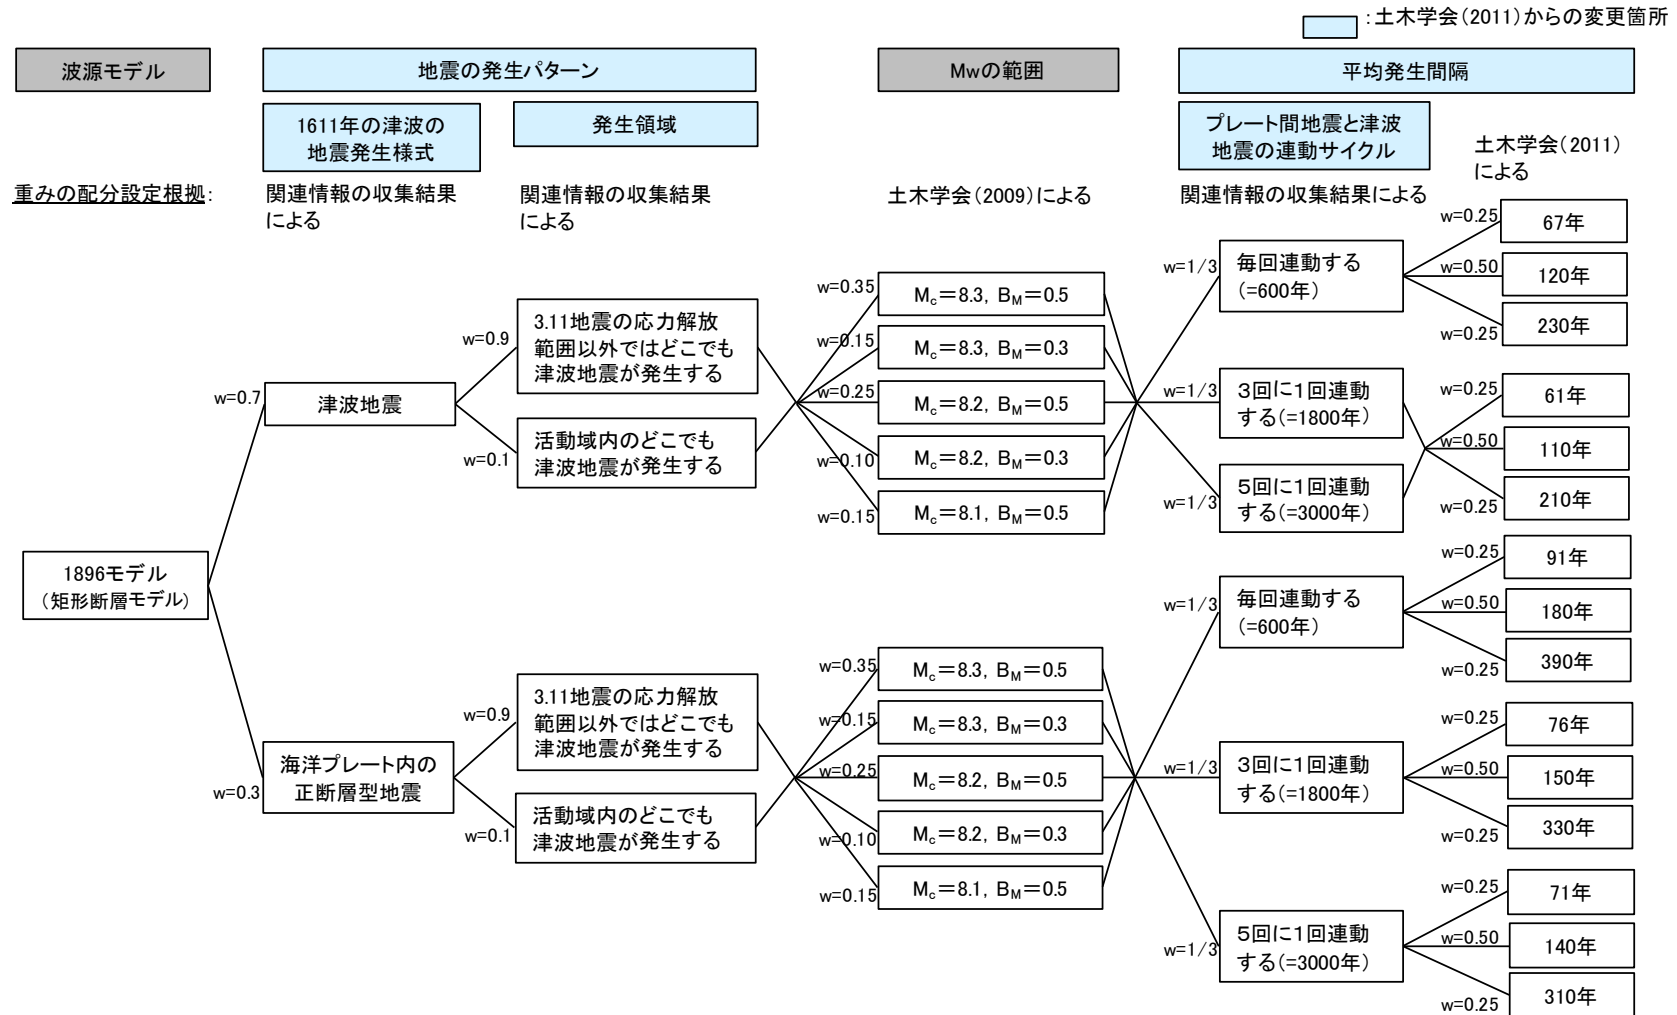 ：土木学会（2011）からの変更箇所
波源モデル
地震の発生パターン
Mwの範囲
平均発生間隔
1611年の津波の
地震発生様式
発生領域
プレート間地震と津波
地震の連動サイクル
土木学会（2011）
による
重みの配分設定根拠：
関連情報の収集結果
による
関連情報の収集結果
による
土木学会（2009）による
関連情報の収集結果による
1896モデル
（矩形断層モデル）
w=0.7
津波地震
w=0.9
3.11地震の応力解放
範囲以外ではどこでも
津波地震が発生する
w=0.1
活動域内のどこでも
津波地震が発生する
w=0.35
Mc＝8.3, BM＝0.5
w=0.15
Mc＝8.3, BM＝0.3
w=0.25
Mc＝8.2, BM＝0.5
w=0.10
Mc＝8.2, BM＝0.3
w=0.15
Mc＝8.1, BM＝0.5
w=1/3
毎回連動する
(=600年)
w=0.25
67年
w=0.50
120年
w=0.25
230年
w=1/3
３回に１回連動
する(=1800年)
w=1/3
５回に１回連動
する(=3000年)
w=0.25
61年
w=0.50
110年
w=0.25
210年
w=0.3
海洋プレート内の
正断層型地震
w=0.9
3.11地震の応力解放
範囲以外ではどこでも
津波地震が発生する
w=0.1
活動域内のどこでも
津波地震が発生する
w=0.35
Mc＝8.3, BM＝0.5
w=0.15
Mc＝8.3, BM＝0.3
w=0.25
Mc＝8.2, BM＝0.5
w=0.10
Mc＝8.2, BM＝0.3
w=0.15
Mc＝8.1, BM＝0.5
w=1/3
毎回連動する
(=600年)
w=0.25
91年
w=0.50
180年
w=0.25
390年
w=1/3
３回に１回連動
する(=1800年)
w=0.25
76年
w=0.50
150年
w=0.25
330年
w=1/3
５回に１回連動
する(=3000年)
w=0.25
71年
w=0.50
140年
w=0.25
310年